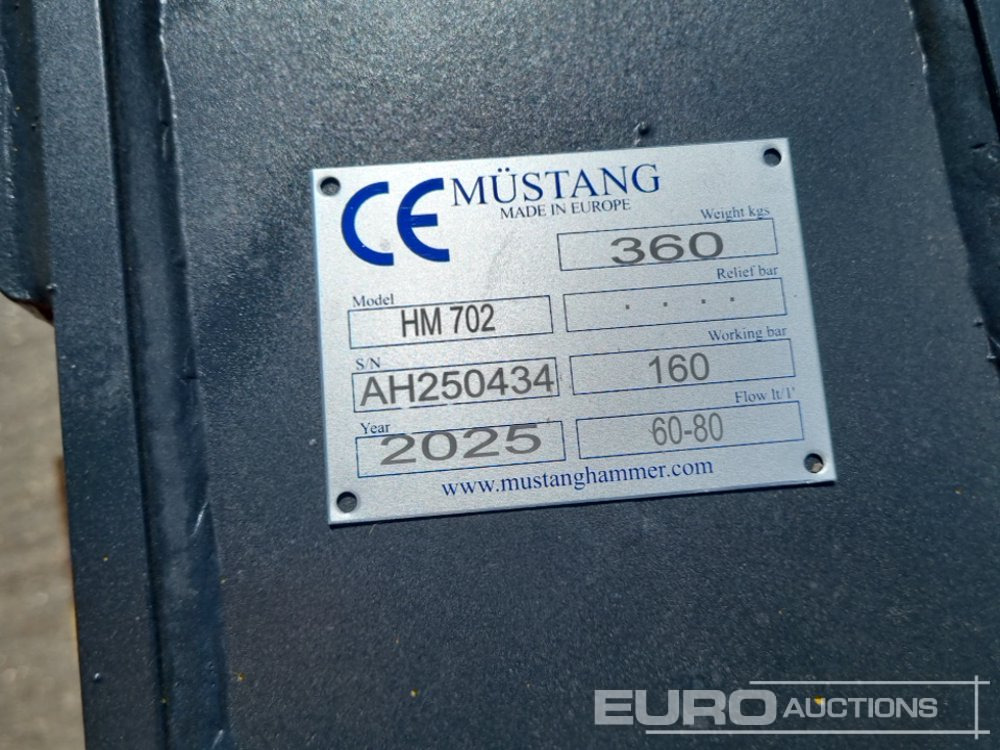 CE MÜSTANG
MADE IN EUROPE
Weight kgs
360
Model
HM 702
Relief bar
. . . .
S/N
AH250434
Working bar
160
Year
2025
Flow lt/1'
60-80
www.mustanghammer.com
EURO AUCTIONS